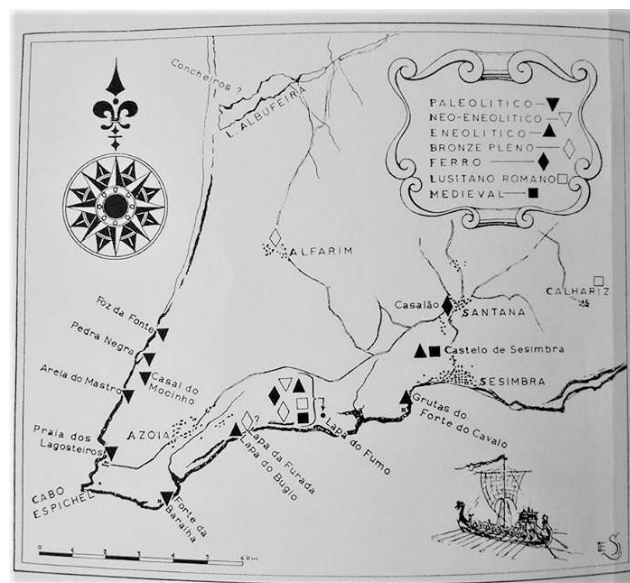 Concheiros ?
L. ALBUFEIRA
PALEOLITICO
NEO-ENEOLITICO
ENEOLITICO
BRONZE PLENO
FERRO
LUSITANO ROMANO
MEDIEVAL
ALFARIM
CALHARIZ
Casalão
SANTANA
Foz da Fonte
Pedra Negra
Casal do
Mocinho
Areia do Mastro
Castelo de Sesimbra
SESIMBRA
Grutas do
Forte do Cavalo
?
Lapa do Fumo
AZOIA
?
Lapa da Furada
Lapa do Bugio
Praia dos
Lagosteiros
CABO
ESPICHEL
Forte da
Baralha
0 1 2 3 4 5 6 Km
ES